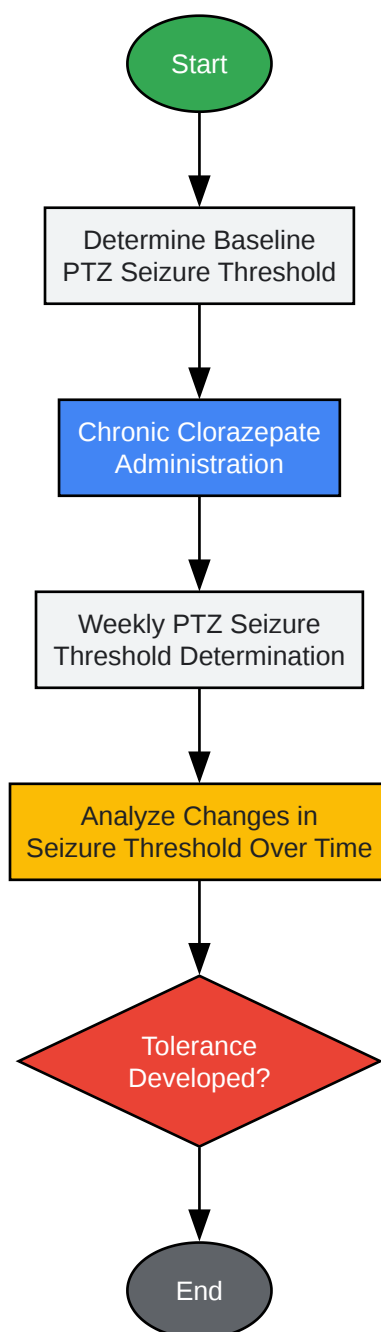 Start
Determine Baseline
PTZ Seizure Threshold
Chronic Clorazepate
Administration
Weekly PTZ Seizure
Threshold Determination
Analyze Changes in
Seizure Threshold Over Time
Tolerance
Developed?
End